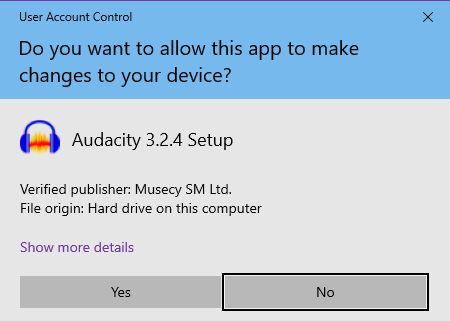 User Account Control
Do you want to allow this app to make
changes to your device?
Audacity 3.2.4 Setup
Verified publisher: Musecy SM Ltd.
File origin: Hard drive on this computer
Show more details
Yes
No